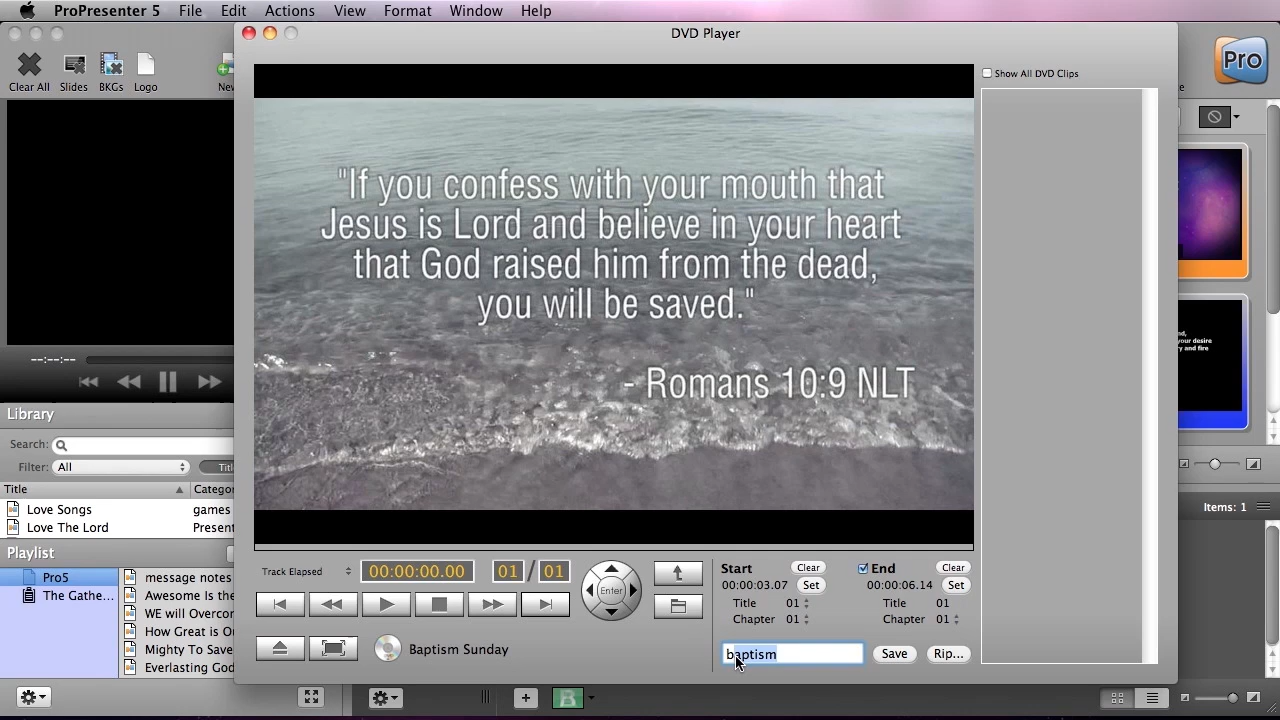 ProPresenter 5 File Edit Actions View Format Window Help
DVD Player
Clear All Slides BKGs Logo
Pro
Show All DVD Clips
"If you confess with your mouth that
Jesus is Lord and believe in your heart
that God raised him from the dead,
you will be saved."
- Romans 10:9 NLT
--:--:--
Library
Search:
Filter: All
Title
Love Songs games
Love The Lord
Playlist
Pro5
The Gathe...
message notes
Awesome Is the
WE will Overcor
How Great is
Mighty To Save
Everlasting God
Items: 1
Track Elapsed 00:00:00.00 01 / 01
Enter
Baptism Sunday
Start Clear
00:00:03.07 Set
Title 01
Chapter 01
End Clear
00:00:06.14 Set
Title 01
Chapter 01
baptism Save Rip...